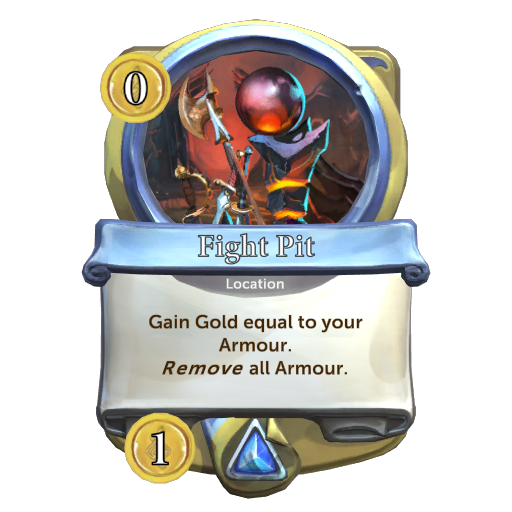 0
Fight Pit
Location
Gain Gold equal to your
Armour.
Remove all Armour.
1